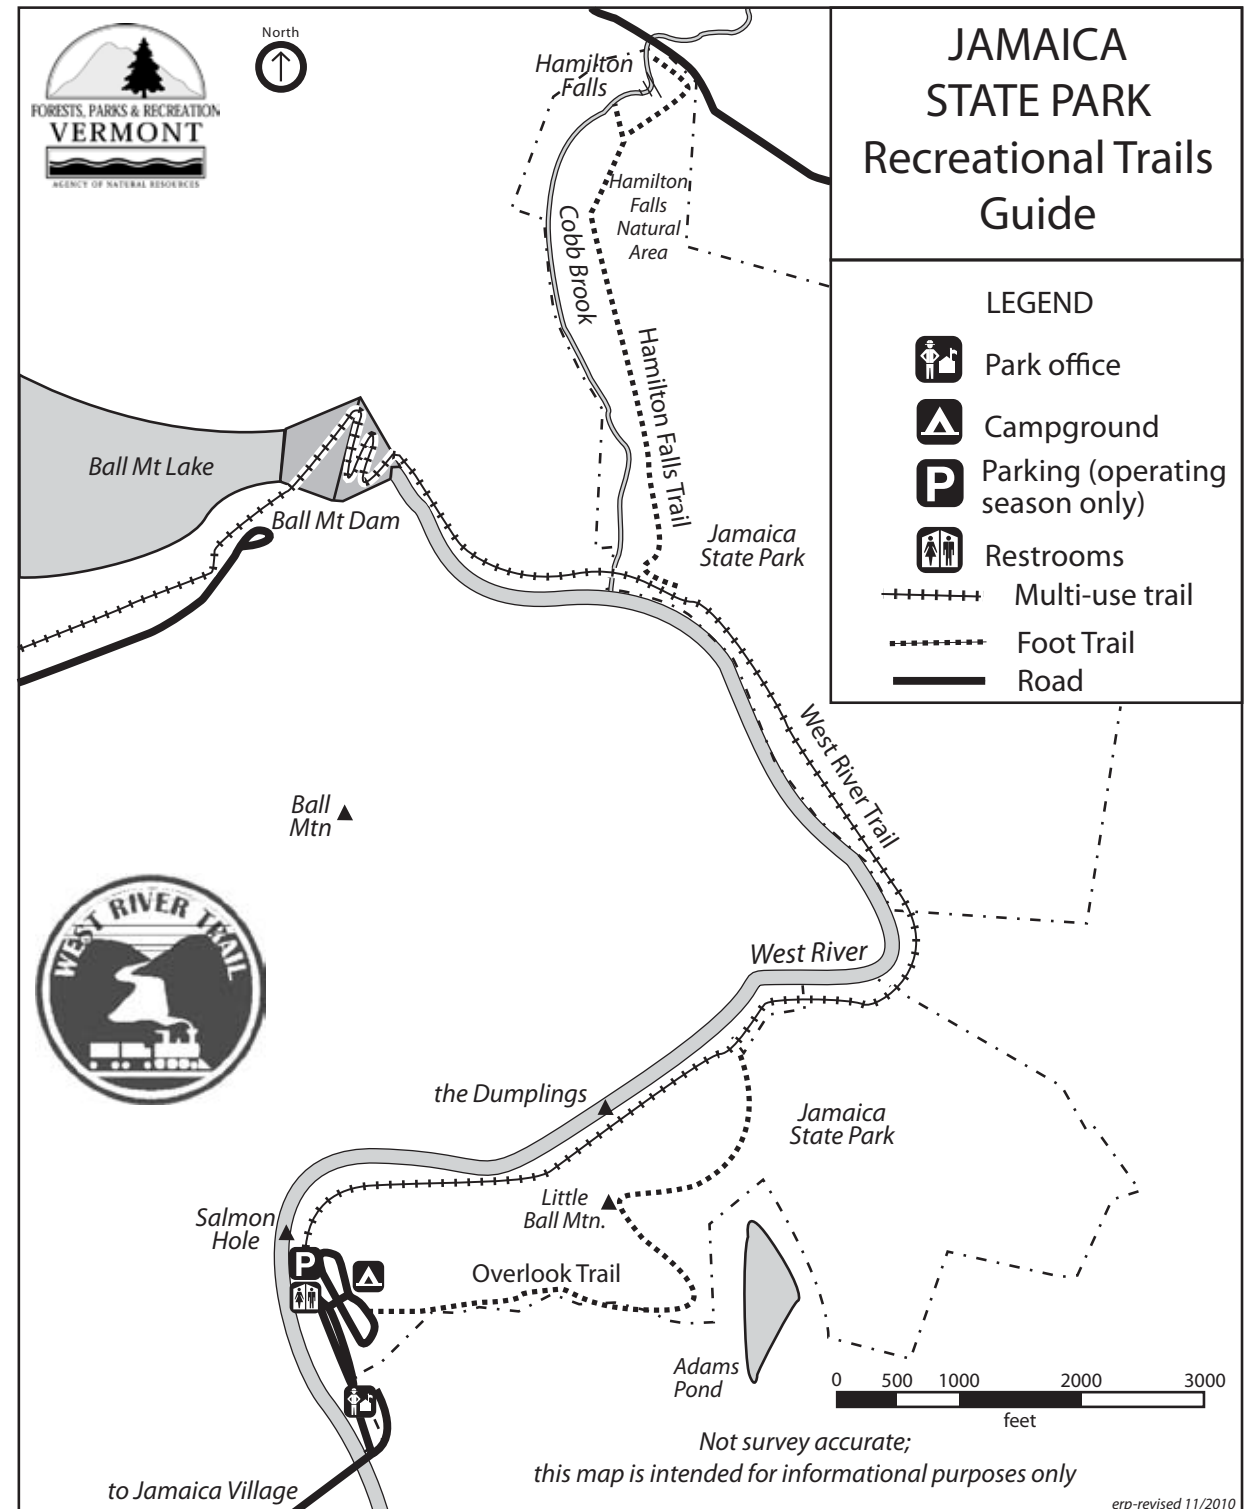 North
FORESTS, PARKS & RECREATION
VERMONT
AGENCY OF NATURAL RESOURCES
JAMAICA
STATE PARK
Recreational Trails
Guide
LEGEND
Park office
Campground
P
Parking (operating
season only)
Restrooms
Multi-use trail
Foot Trail
Road
Hamilton
Falls
Hamilton
Falls
Natural
Area
Cobb Brook
Hamilton Falls Trail
Ball Mt Lake
Ball Mt Dam
Jamaica
State Park
West River Trail
Ball
Mtn
WEST RIVER TRAIL
West River
the Dumplings
Jamaica
State Park
Little
Ball Mtn.
Salmon
Hole
P
Overlook Trail
Adams
Pond
0 500 1000 2000 3000
feet
Not survey accurate;
this map is intended for informational purposes only
to Jamaica Village
erp-revised 11/2010